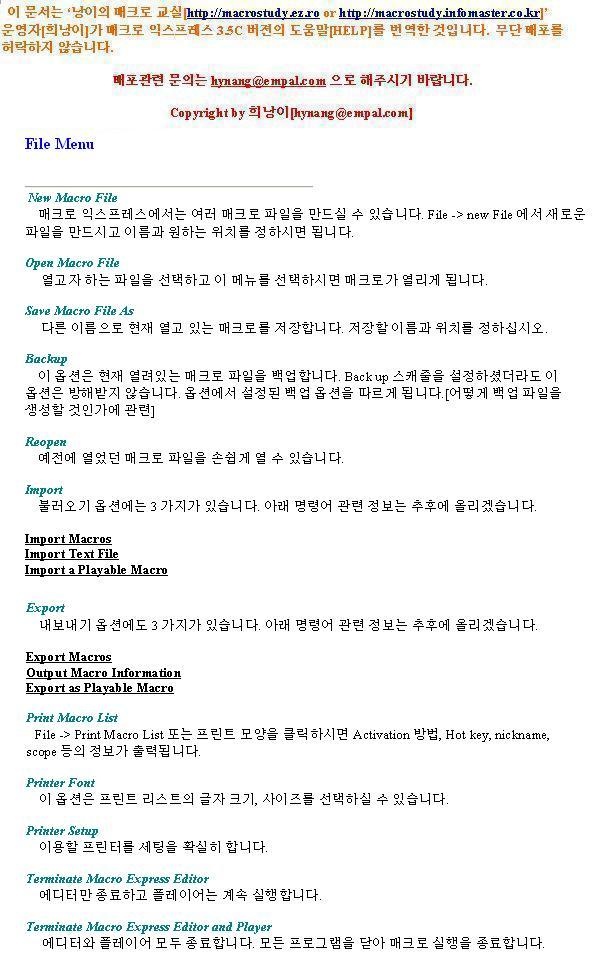 이 문서는 '낭이의 매크로 교실[http://macrostudy.ez.ro or http://macrostudy.infomaster.co.kr]'
운영자[희낭이]가 매크로 익스프레스 3.5C 버젼의 도움말[HELP]를 번역한 것입니다. 무단 배포를
허락하지 않습니다.
배포관련 문의는 hynang@empal.com 으로 해주시기 바랍니다.
Copyright by 희낭이[hynang@empal.com]
File Menu
New Macro File
매크로 익스프레스에서는 여러 매크로 파일을 만드실 수 있습니다. File -> new File 에서 새로운
파일을 만드시고 이름과 원하는 위치를 정하시면 됩니다.
Open Macro File
열고자 하는 파일을 선택하고 이 메뉴를 선택하시면 매크로가 열리게 됩니다.
Save Macro File As
다른 이름으로 현재 열고 있는 매크로를 저장합니다. 저장할 이름과 위치를 정하십시오.
Backup
이 옵션은 현재 열려있는 매크로 파일을 백업합니다. Back up 스캐줄을 설정하셨더라도 이
옵션은 방해받지 않습니다. 옵션에서 설정된 백업 옵션을 따르게 됩니다.[어떻게 백업 파일을
생성할 것인가에 관련]
Reopen
예전에 열었던 매크로 파일을 손쉽게 열 수 있습니다.
Import
불러오기 옵션에는 3 가지가 있습니다. 아래 명령어 관련 정보는 추후에 올리겠습니다.
Import Macros
Import Text File
Import a Playable Macro
Export
내보내기 옵션에도 3 가지가 있습니다. 아래 명령어 관련 정보는 추후에 올리겠습니다.
Export Macros
Output Macro Information
Export as Playable Macro
Print Macro List
File -> Print Macro List 또는 프린트 모양을 클릭하시면 Activation 방법, Hot key, nickname,
scope 등의 정보가 출력됩니다.
Printer Font
이 옵션은 프린트 리스트의 글자 크기, 사이즈를 선택하실 수 있습니다.
Printer Setup
이용할 프린터를 세팅을 확실히 합니다.
Terminate Macro Express Editor
에디터만 종료하고 플레이어는 계속 실행합니다.
Terminate Macro Express Editor and Player
에디터와 플레이어 모두 종료합니다. 모든 프로그램을 닫아 매크로 실행을 종료합니다.